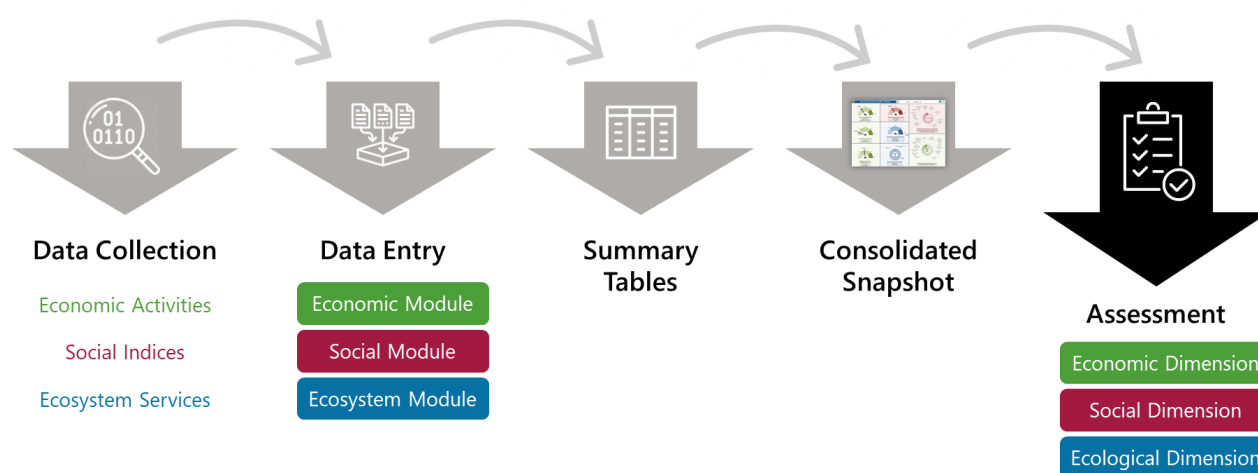 01
0110
Data Collection
Economic Activities
Social Indices
Ecosystem Services
Data Entry
Economic Module
Social Module
Ecosystem Module
Summary
Tables
Consolidated
Snapshot
Assessment
Economic Dimension
Social Dimension
Ecological Dimension